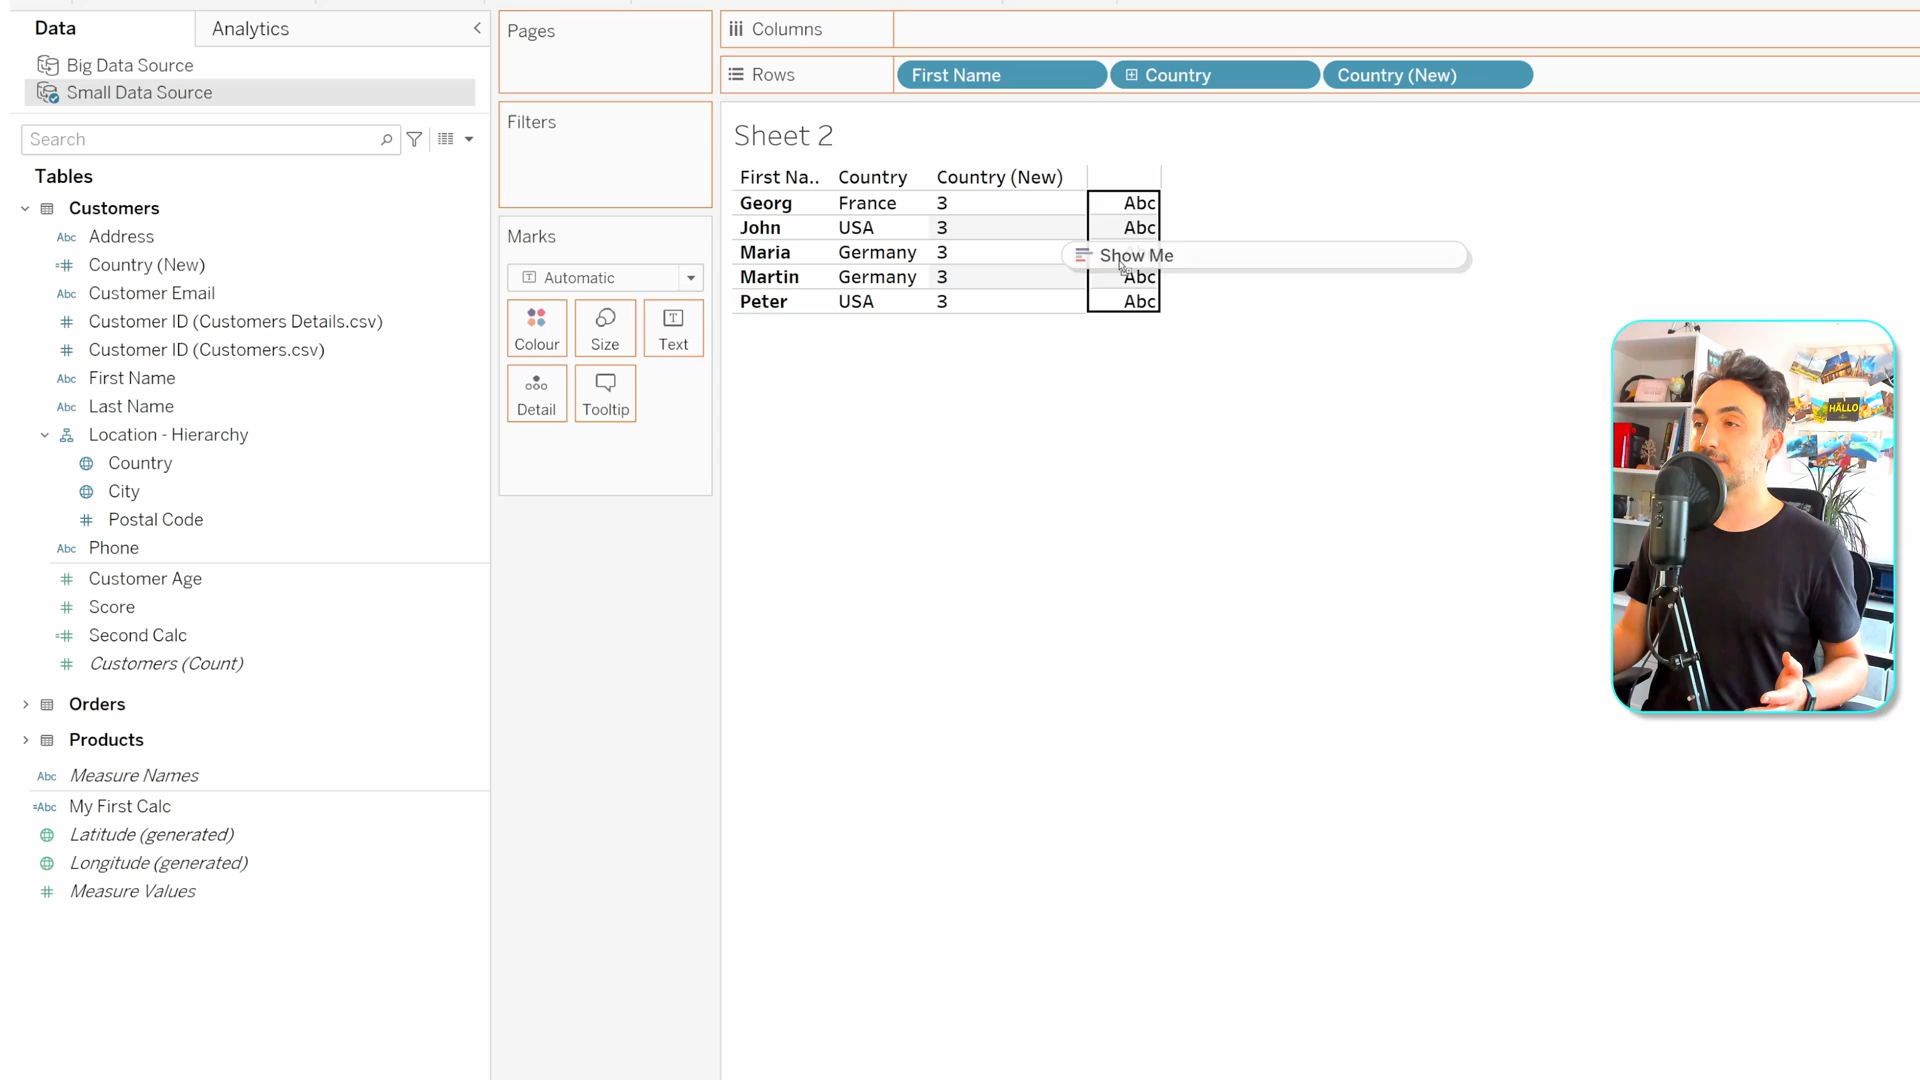 Data
Analytics
Big Data Source
Small Data Source
Search
Tables
Customers
Abc Address
Country (New)
Abc Customer Email
Customer ID (Customers Details.csv)
Customer ID (Customers.csv)
Abc First Name
Abc Last Name
Location - Hierarchy
Country
City
Postal Code
Abc Phone
Customer Age
Score
Second Calc
Customers (Count)
Orders
Products
Abc Measure Names
=Abc My First Calc
Latitude (generated)
Longitude (generated)
Measure Values
Pages
Filters
Marks
T Automatic
Colour
Size
T Text
Detail
Tooltip
Columns
Rows First Name Country Country (New)
Sheet 2
First Na.. Country Country (New)
Georg France 3 Abc
John USA 3 Abc
Maria Germany 3
Show Me
Martin Germany 3 Abc
Peter USA 3 Abc
HALLO